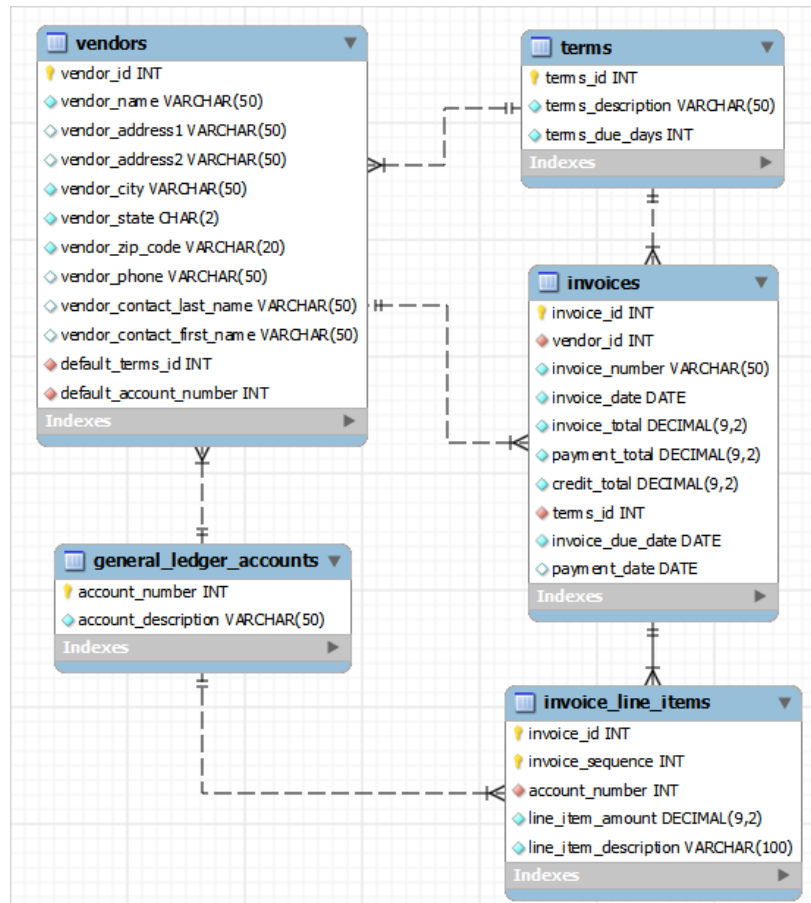 vendors
vendor_id INT
vendor_name VARCHAR(50)
vendor_address1 VARCHAR(50)
vendor_address2 VARCHAR(50)
vendor_city VARCHAR(50)
vendor_state CHAR(2)
vendor_zip_code VARCHAR(20)
vendor_phone VARCHAR(50)
vendor_contact_last_name VARCHAR(50)
vendor_contact_first_name VARCHAR(50)
default_terms_id INT
default_account_number INT
Indexes
terms
terms_id INT
terms_description VARCHAR(50)
terms_due_days INT
Indexes
invoices
invoice_id INT
vendor_id INT
invoice_number VARCHAR(50)
invoice_date DATE
invoice_total DECIMAL(9,2)
payment_total DECIMAL(9,2)
credit_total DECIMAL(9,2)
terms_id INT
invoice_due_date DATE
payment_date DATE
Indexes
general_ledger_accounts
account_number INT
account_description VARCHAR(50)
Indexes
invoice_line_items
invoice_id INT
invoice_sequence INT
account_number INT
line_item_amount DECIMAL(9,2)
line_item_description VARCHAR(100)
Indexes